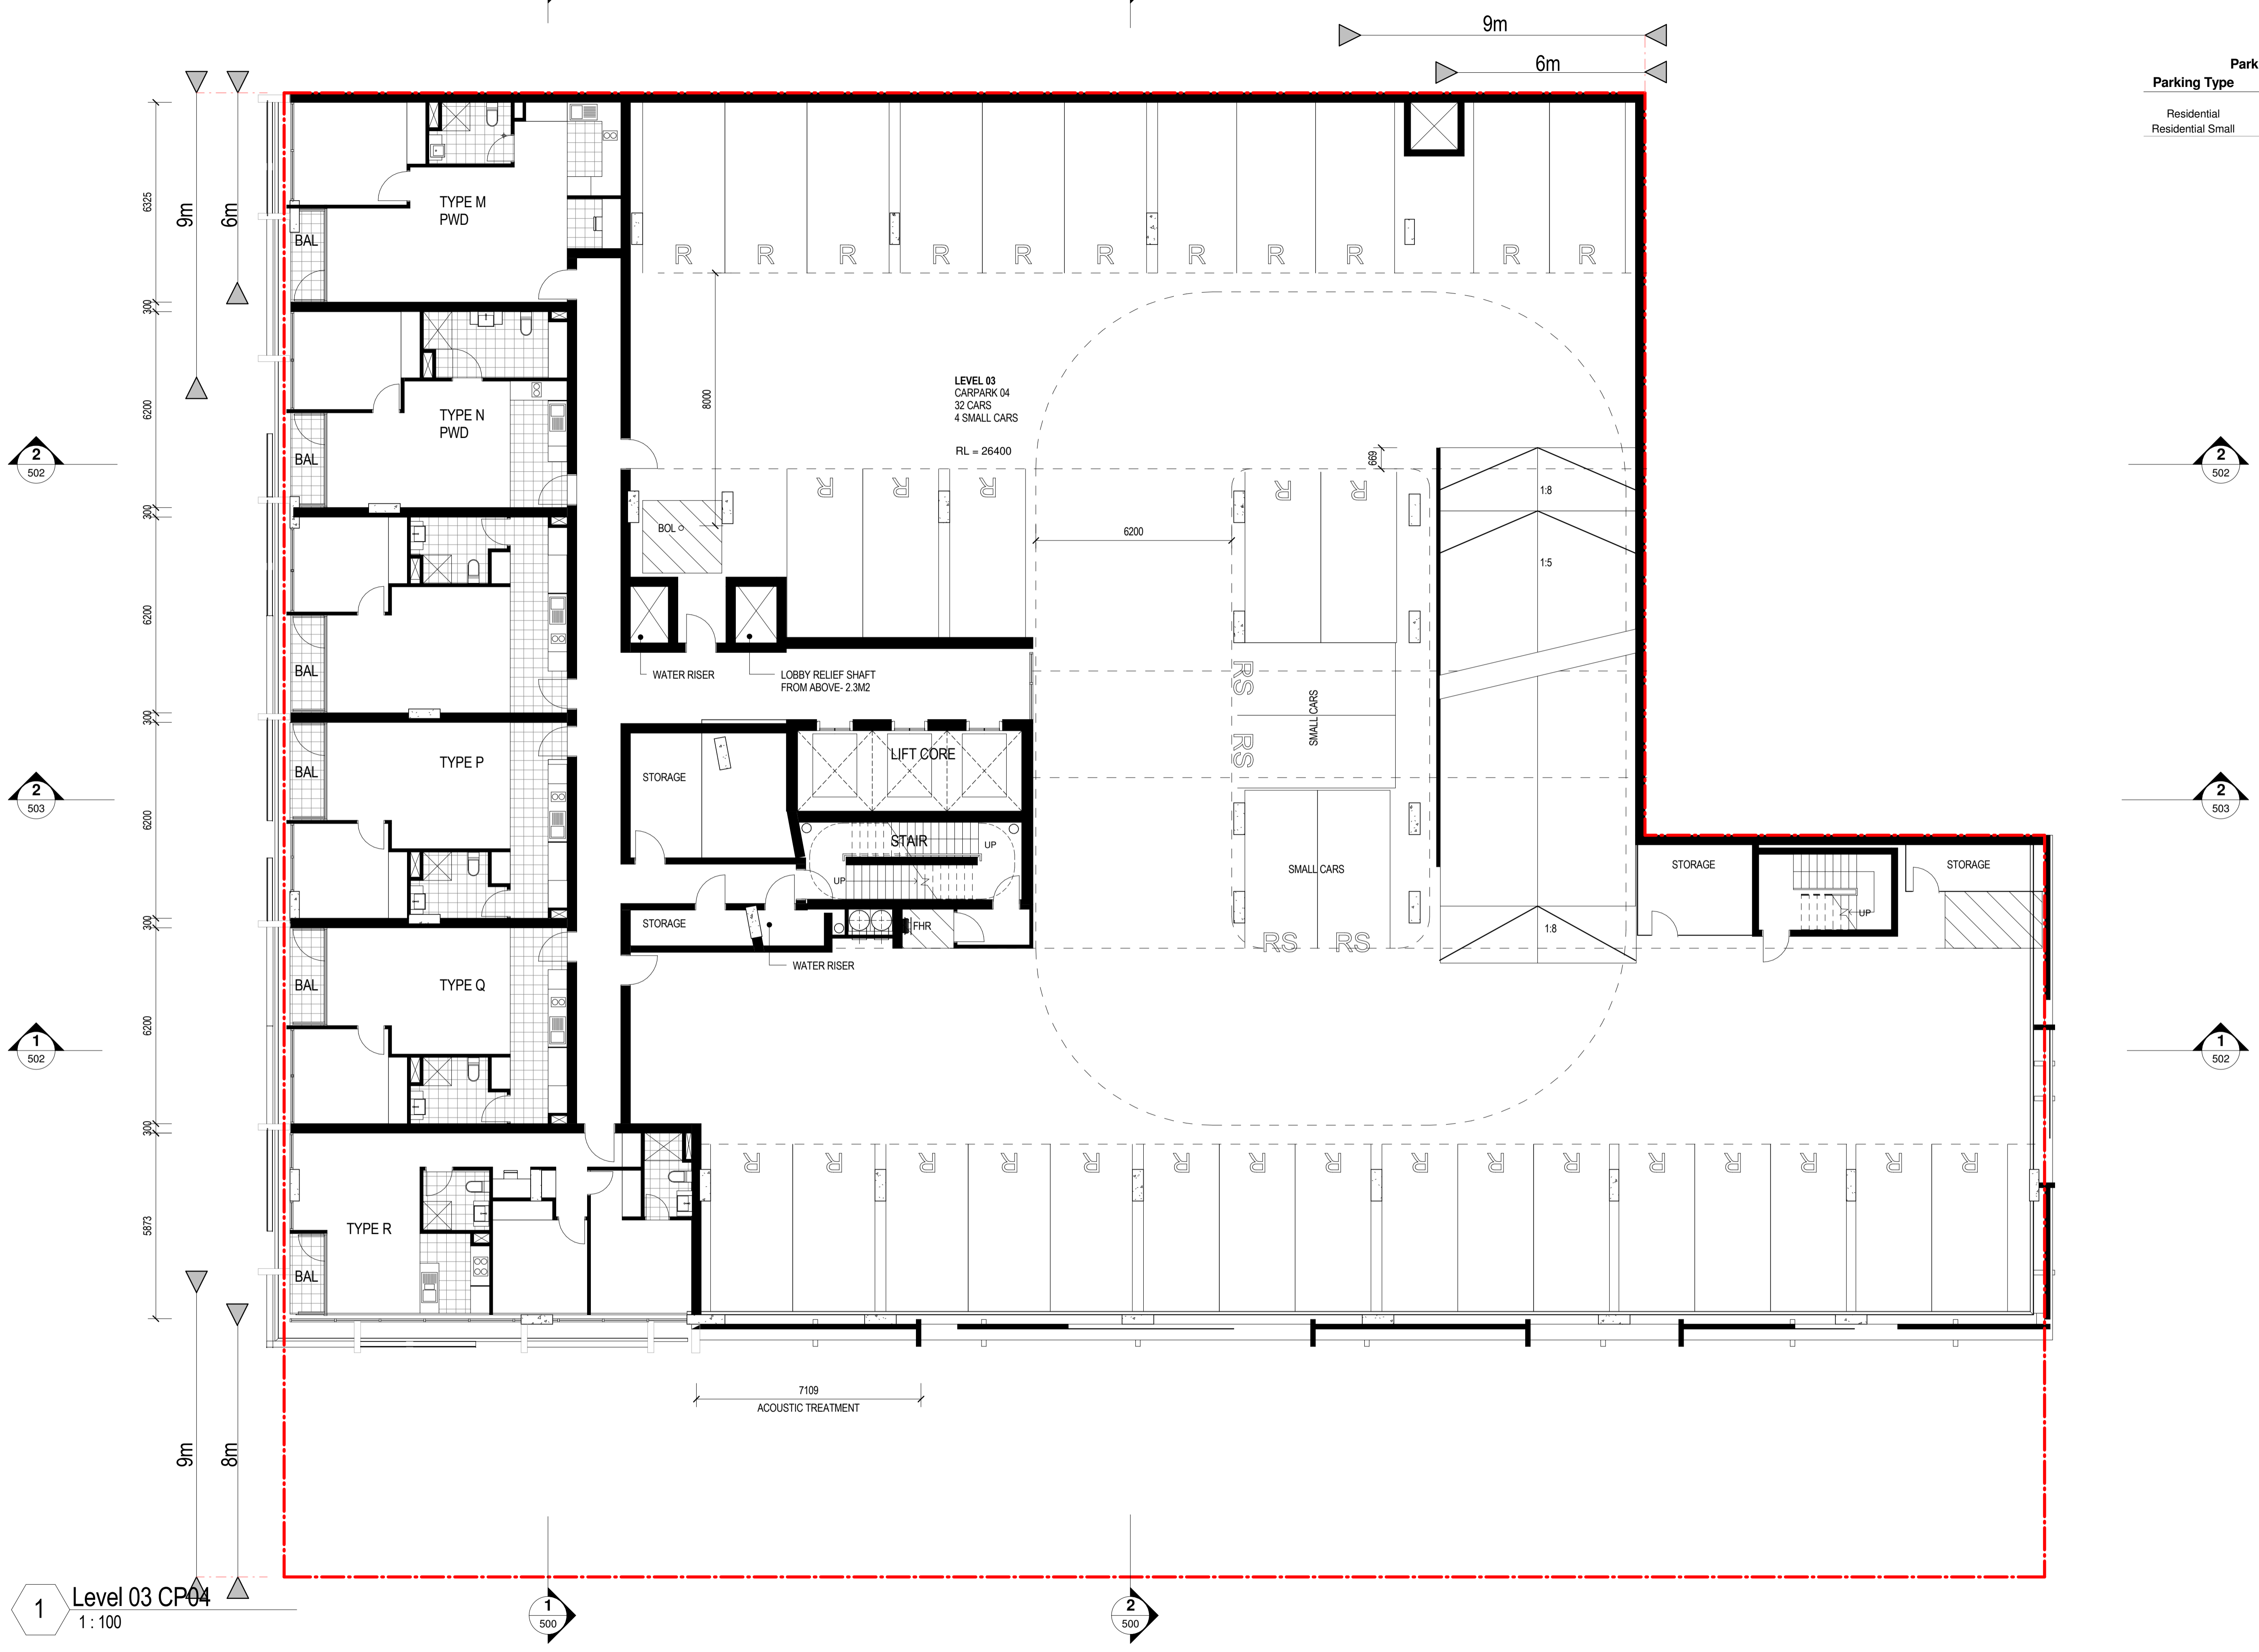 9m
6m
Park
Parking Type
Residential
Residential Small
6325
9m
6m
TYPE M
PWD
BAL
R R R R R R R R R R R
300
6200
TYPE N
PWD
BAL
8000
LEVEL 03
CARPARK 04
32 CARS
4 SMALL CARS
RL = 26400
669
2
502
2
502
R R R
R R
1:8
300
BOL
6200
1:5
6200
BAL
WATER RISER
LOBBY RELIEF SHAFT
FROM ABOVE- 2.3M2
RS
SMALL CARS
RS
300
TYPE P
BAL
LIFT CORE
STORAGE
2
503
2
503
6200
STAIR
UP
UP
SMALL CARS
STORAGE
STORAGE
UP
300
STORAGE
FHR
1:8
RS RS
WATER RISER
TYPE Q
BAL
6200
1
502
1
502
300
R R R R R R R R R R R R R R R R
5873
TYPE R
BAL
7109
ACOUSTIC TREATMENT
9m
8m
1
Level 03 CP04
1 : 100
1
500
2
500